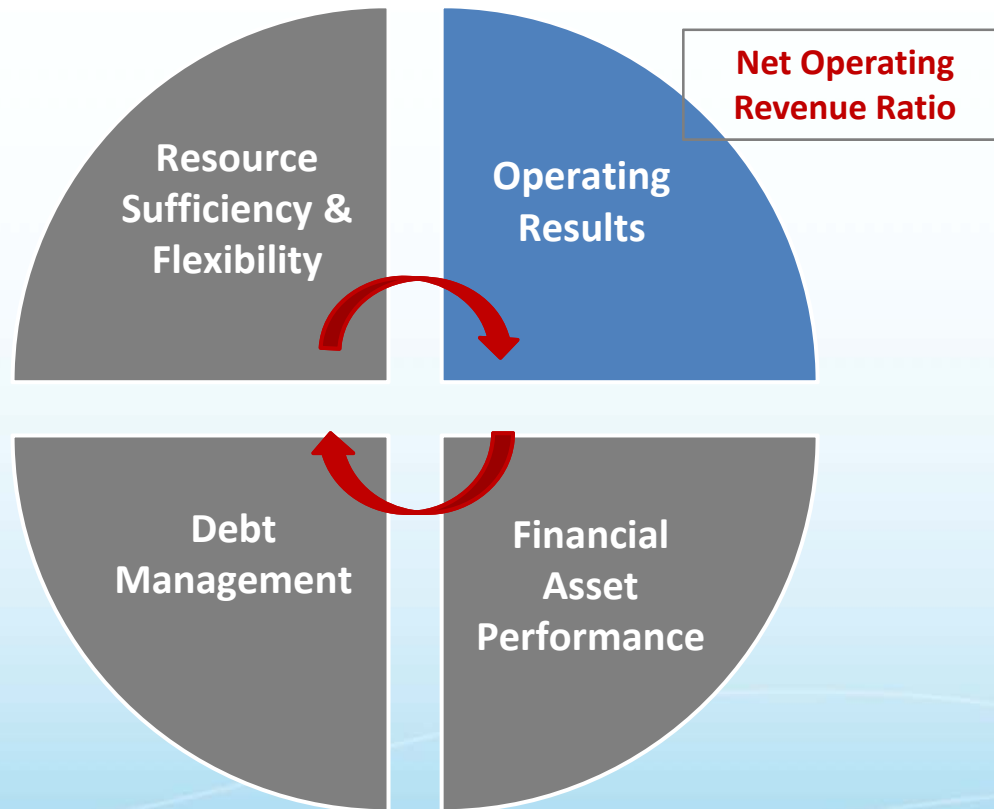 Net Operating
Revenue Ratio
Resource
Sufficiency &
Flexibility
Operating
Results
Debt
Management
Financial
Asset
Performance